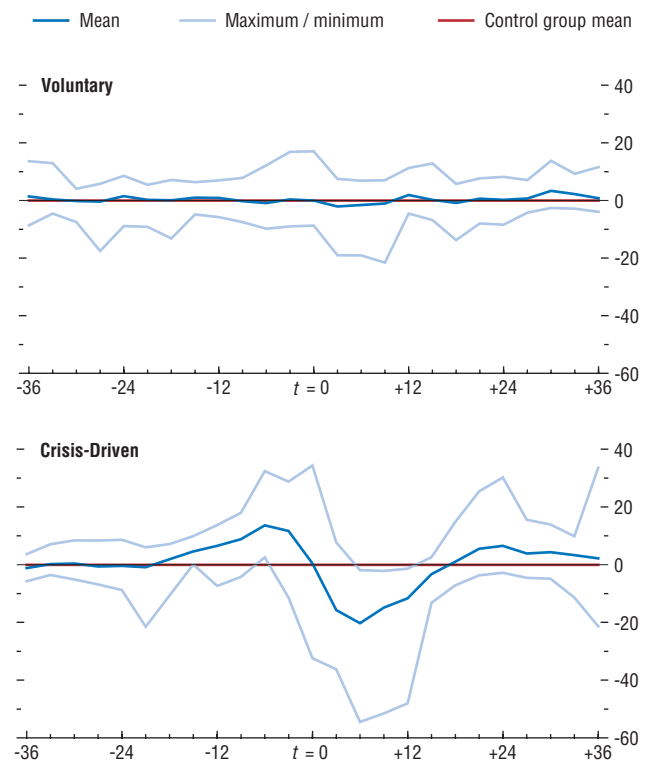 Mean Maximum / minimum Control group mean
Voluntary
40
20
0
-20
-40
-60
-36 -24 -12 t = 0 +12 +24 +36
Crisis-Driven
40
20
0
-20
-40
-60
-36 -24 -12 t = 0 +12 +24 +36